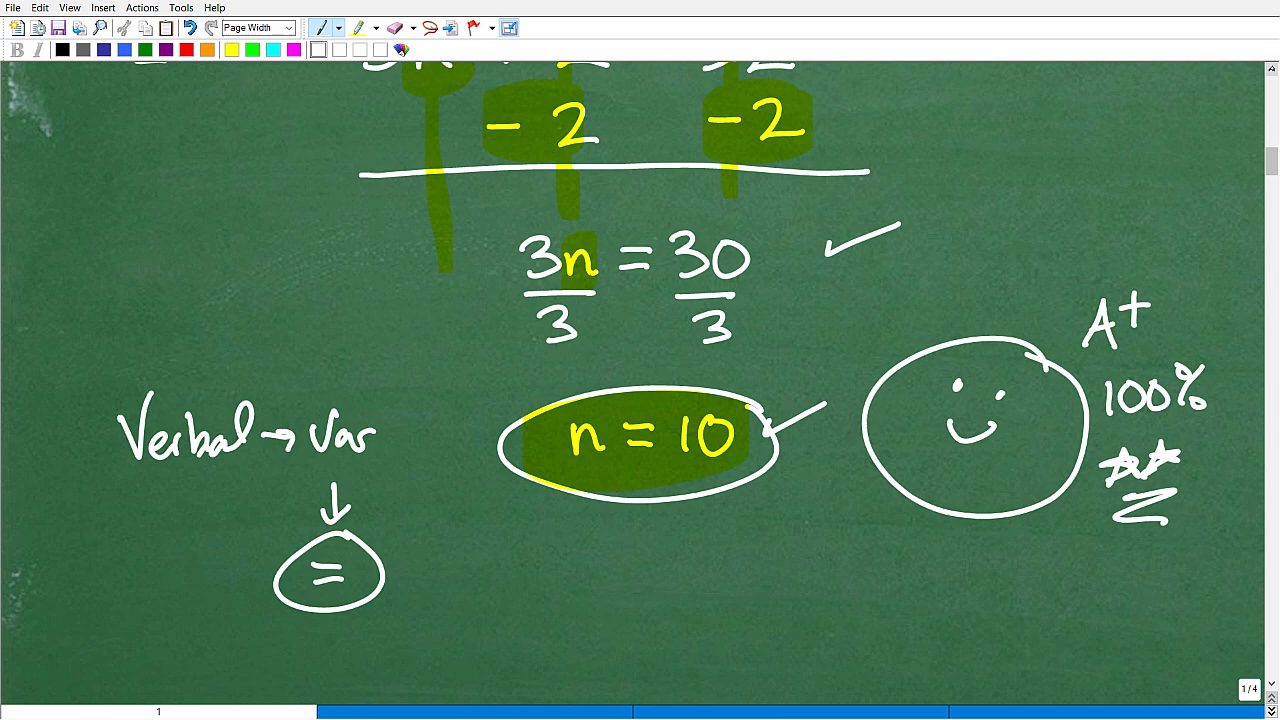 File Edit View Insert Actions Tools Help
Page Width
B I
- 2 - 2
3n = 30
3 3
A+
100%
Verbal → Var
n = 10
=
1/4
1